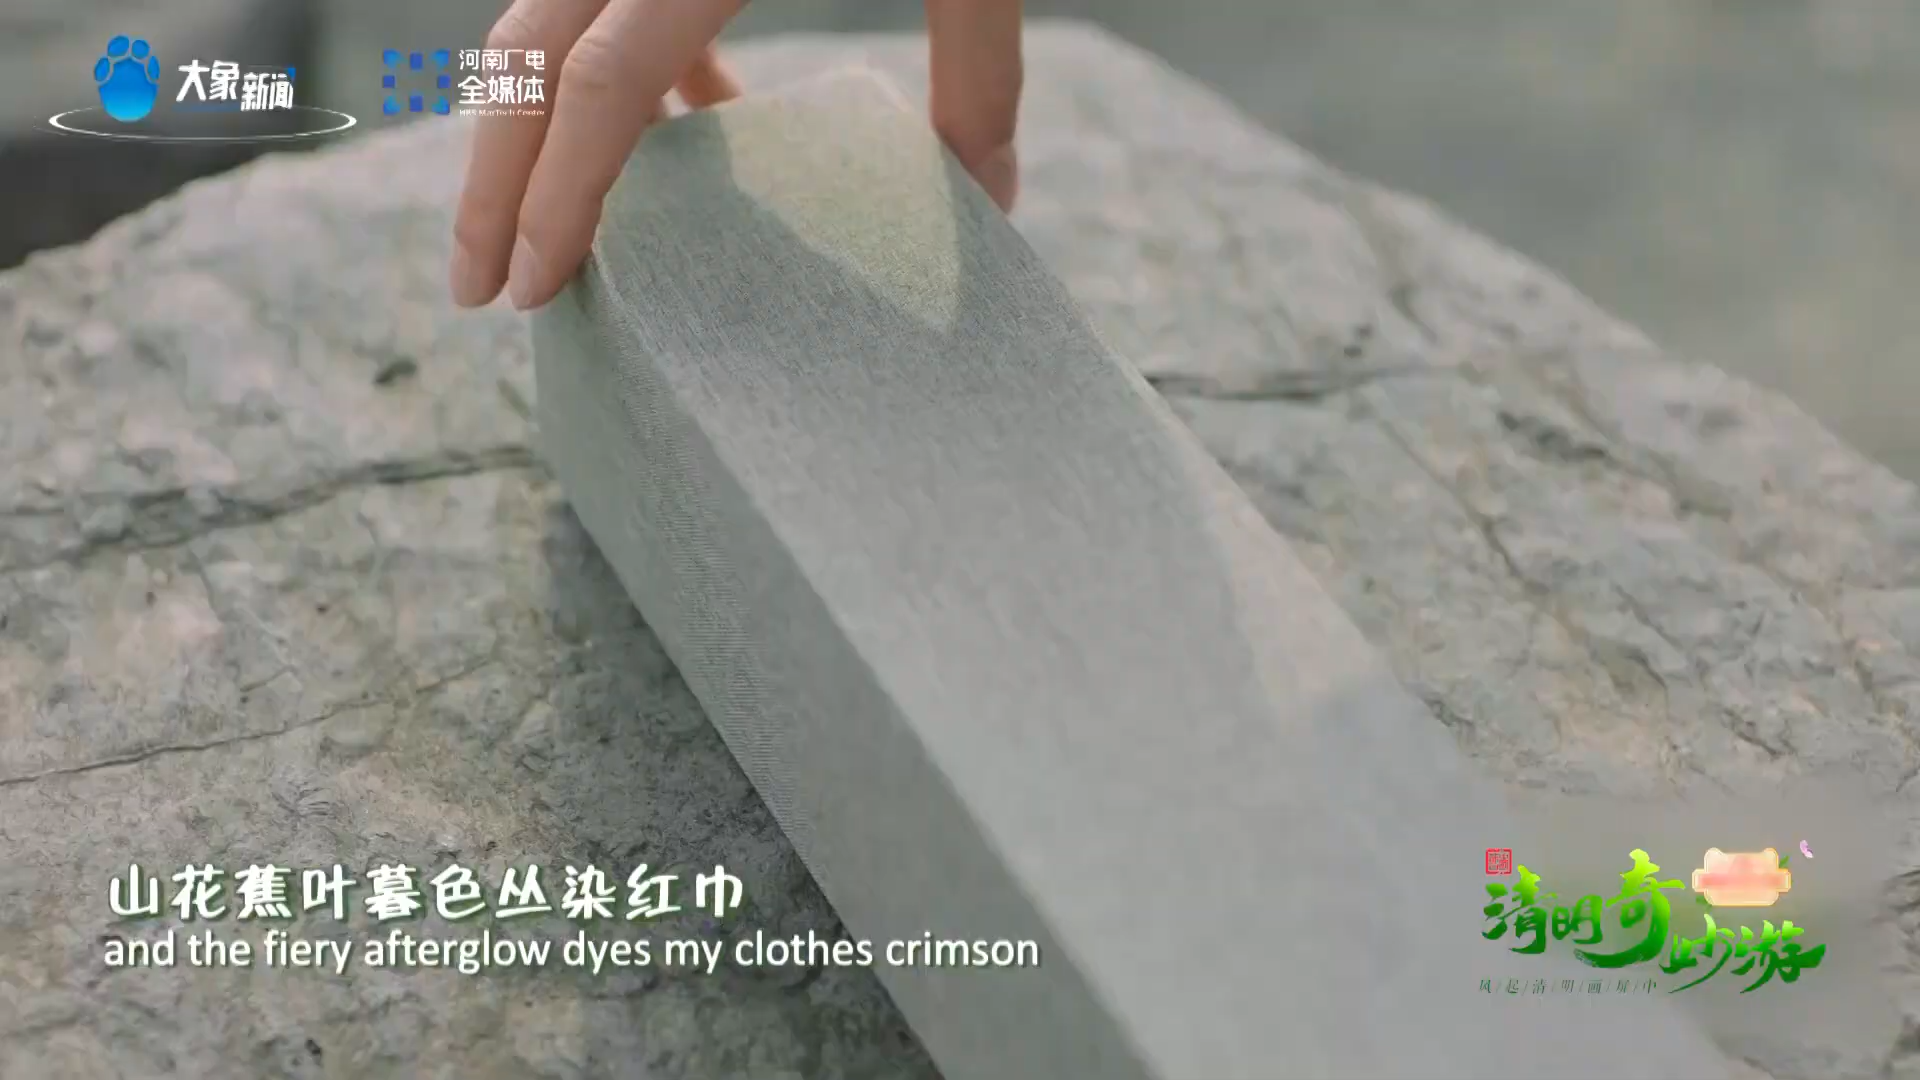 大象新闻
河南广电
全媒体
山花蕉叶暮色丛染红巾
and the fiery afterglow dyes my clothes crimson
清明奇妙游
风/起/清/明/画/屏/中